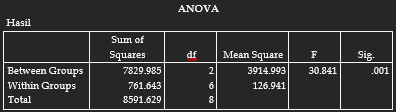 ANOVA
Hasil
Sum of Squares df Mean Square F Sig.
Between Groups 7829.985 2 3914.993 30.841 .001
Within Groups 761.643 6 126.941
Total 8591.629 8